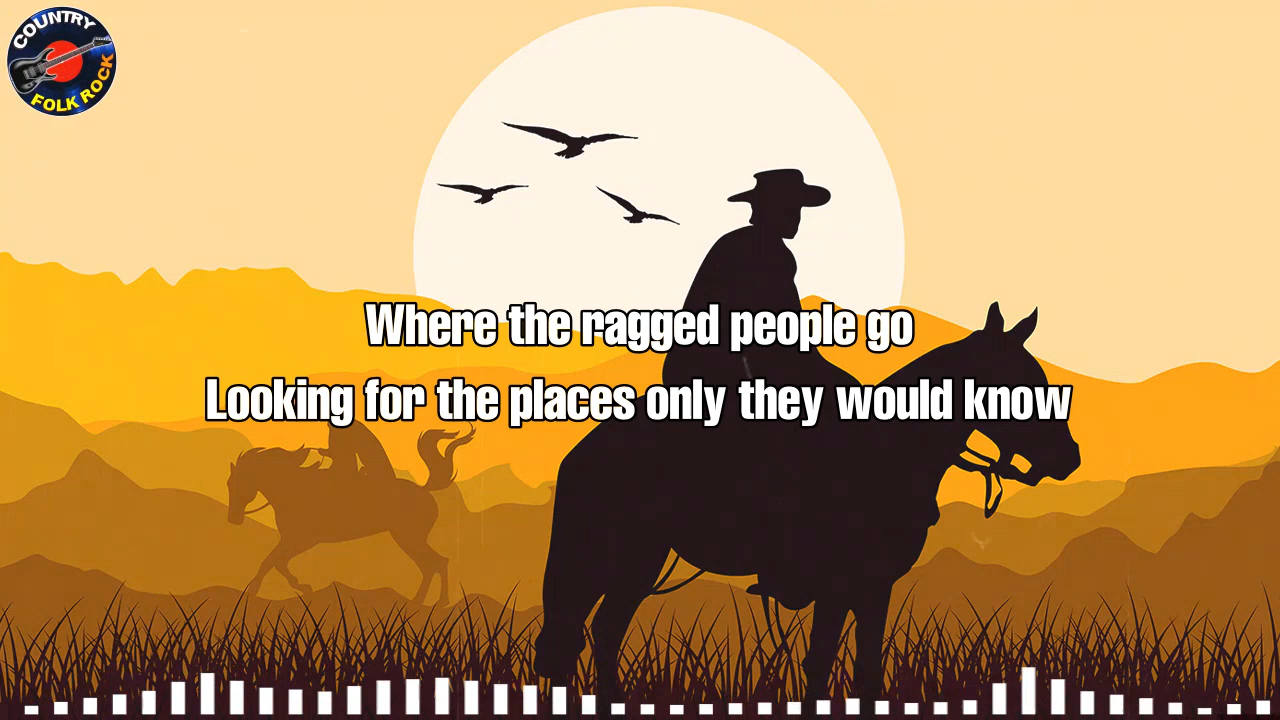 COUNTRY
FOLK ROCK
Where the ragged people go
Looking for the places only they would know